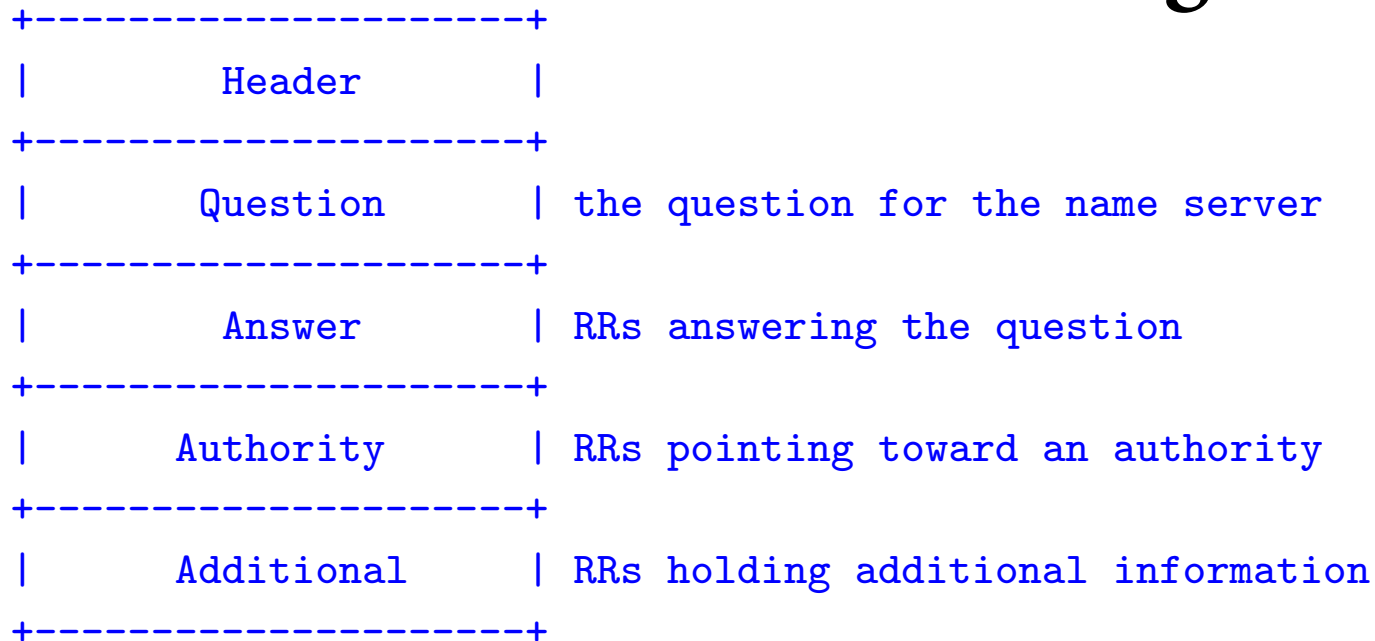 +---------------------+
|        Header       |
+---------------------+
|       Question      | the question for the name server
+---------------------+
|        Answer       | RRs answering the question
+---------------------+
|      Authority      | RRs pointing toward an authority
+---------------------+
|      Additional     | RRs holding additional information
+---------------------+